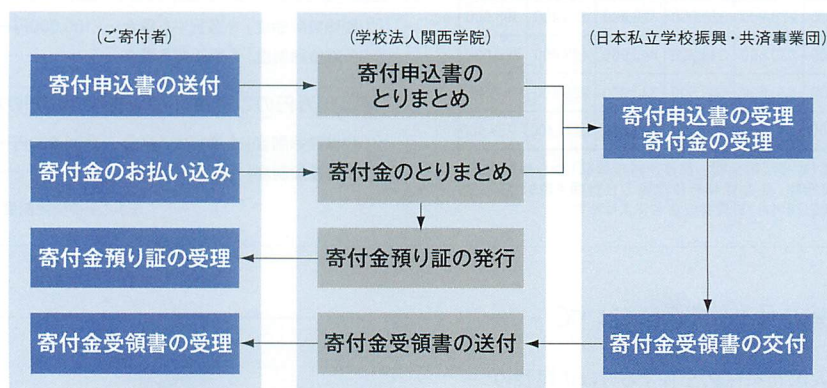 (ご寄付者)
(学校法人関西学院)
(日本私立学校振興・共済事業団)
寄付申込書の送付
寄付申込書の
とりまとめ
寄付申込書の受理
寄付金の受理
寄付金のお払い込み
寄付金のとりまとめ
寄付金預り証の受理
寄付金預り証の発行
寄付金受領書の受理
寄付金受領書の送付
寄付金受領書の交付